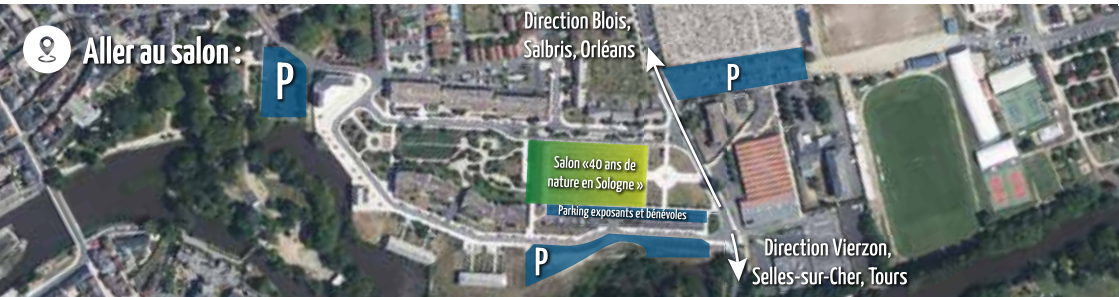 Aller au salon :
P
Direction Blois,
Salbris, Orléans
P
Salon «40 ans de
nature en Sologne »
Parking exposants et bénévoles
P
Direction Vierzon,
Selles-sur-Cher, Tours